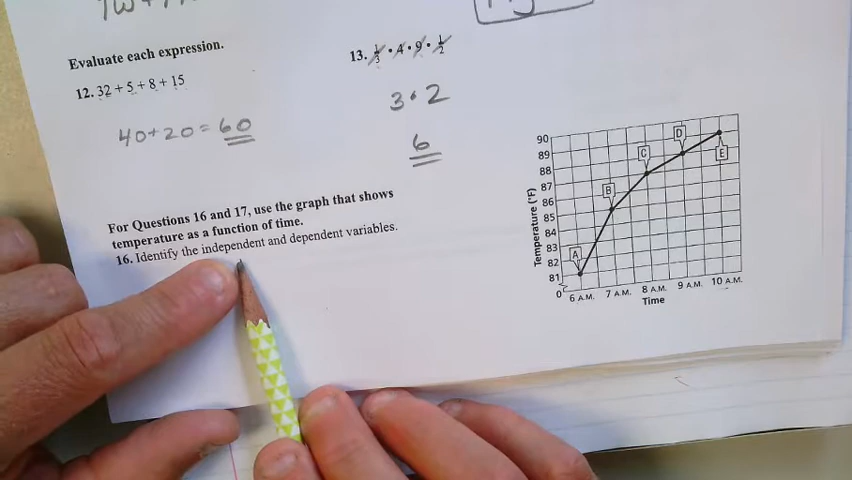 Evaluate each expression.
12. 32 + 5 + 8 + 15
40+20 = 60
13. 1/3 · 4 · 9 · 1/2
3 · 2
6
For Questions 16 and 17, use the graph that shows
temperature as a function of time.
16. Identify the independent and dependent variables.
90
89
88
87
86
85
84
83
82
81
0
Temperature (°F)
A
B
C
D
E
6 A.M. 7 A.M. 8 A.M. 9 A.M. 10 A.M.
Time